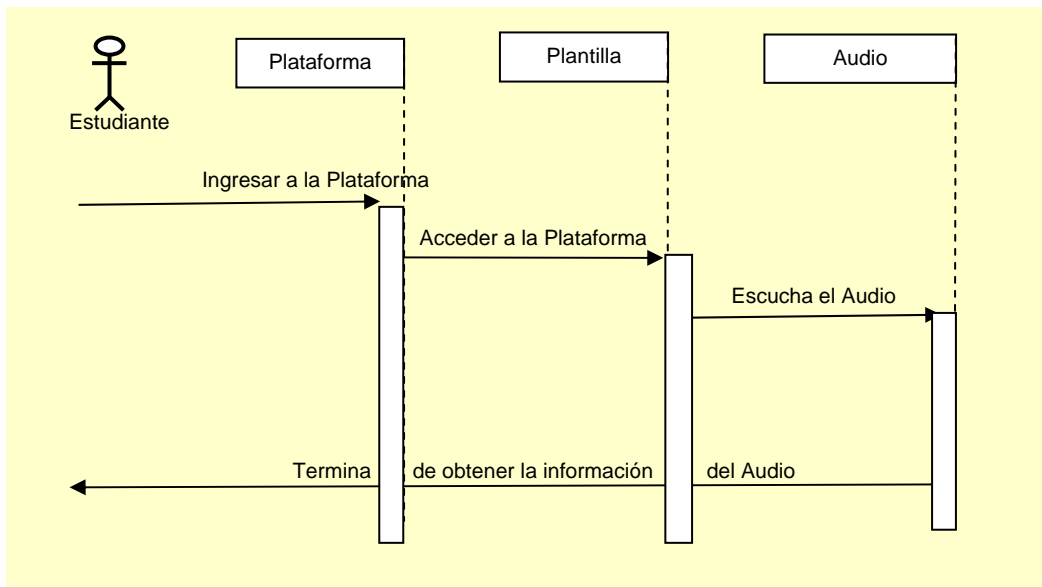 Plataforma
Plantilla
Audio
Estudiante
Ingresar a la Plataforma
Acceder a la Plataforma
Escucha el Audio
Termina de obtener la información del Audio